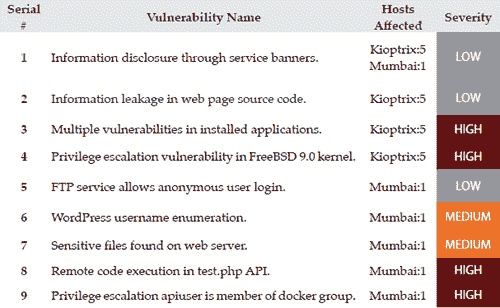 Serial # Vulnerability Name Hosts Affected Severity
1 Information disclosure through service banners. Kioptrix:5 Mumbai:1 LOW
2 Information leakage in web page source code. Kioptrix:5 LOW
3 Multiple vulnerabilities in installed applications. Kioptrix:5 HIGH
4 Privilege escalation vulnerability in FreeBSD 9.0 kernel. Kioptrix:5 HIGH
5 FTP service allows anonymous user login. Mumbai:1 LOW
6 WordPress username enumeration. Mumbai:1 MEDIUM
7 Sensitive files found on web server. Mumbai:1 MEDIUM
8 Remote code execution in test.php API. Mumbai:1 HIGH
9 Privilege escalation apiuser is member of docker group. Mumbai:1 HIGH